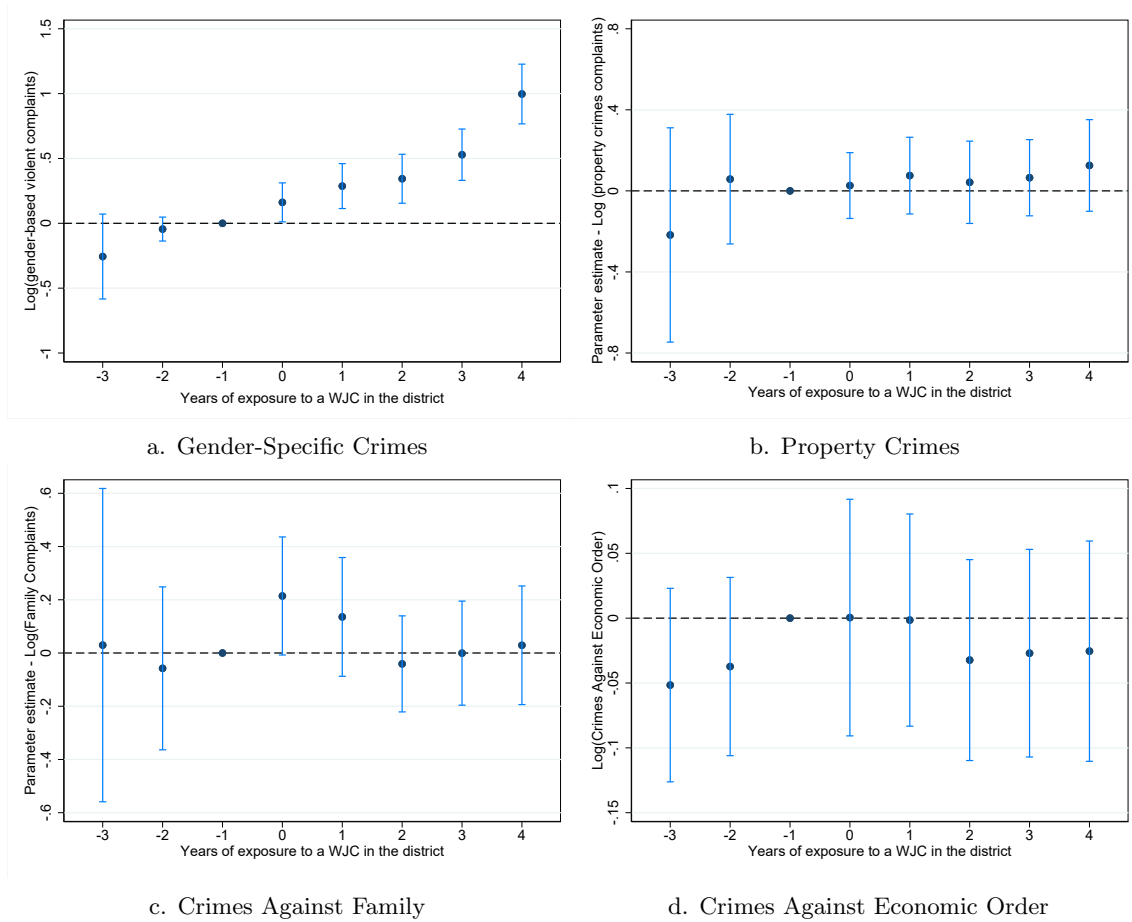 Log(gender-based violent complaints)
1.5
1
.5
0
-.5
-1
-3 -2 -1 0 1 2 3 4
Years of exposure to a WJC in the district
a. Gender-Specific Crimes
Parameter estimate - Log (property crimes complaints)
.8
.4
0
-.4
-.8
-3 -2 -1 0 1 2 3 4
Years of exposure to a WJC in the district
b. Property Crimes
Parameter estimate - Log(Family Complaints)
.6
.4
.2
0
-.2
-.4
-.6
-3 -2 -1 0 1 2 3 4
Years of exposure to a WJC in the district
c. Crimes Against Family
Log(Crimes Against Economic Order)
.1
.05
0
-.05
-.1
-.15
-3 -2 -1 0 1 2 3 4
Years of exposure to a WJC in the district
d. Crimes Against Economic Order